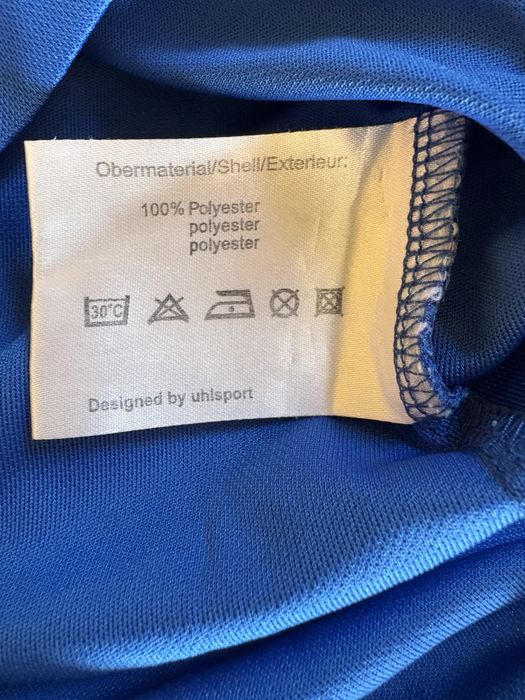 Obermaterial/Shell/Exterieur:
100% Polyester
polyester
polyester
30°C
Designed by uhlsport